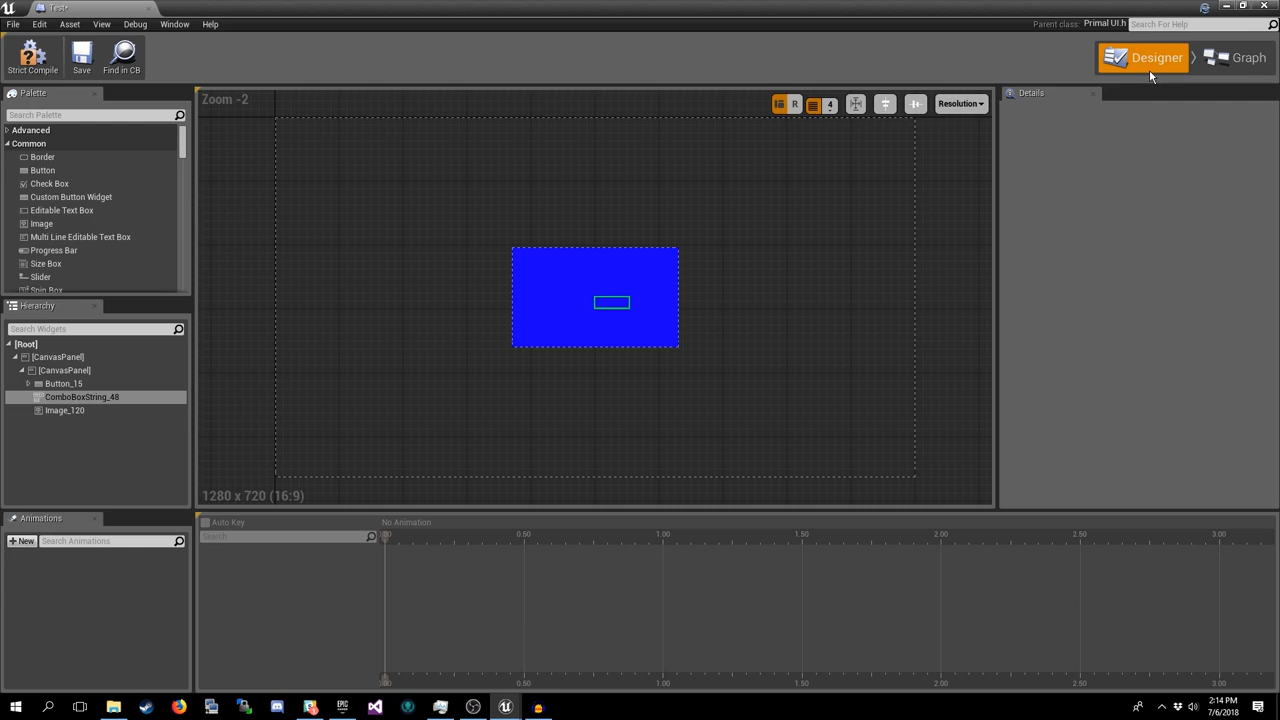 Test*
File Edit Asset View Debug Window Help
Parent class: Primal UI.h Search For Help
Strict Compile Save Find in CB
Designer Graph
Palette
Search Palette
Advanced
Common
Border
Button
Check Box
Custom Button Widget
Editable Text Box
Image
Multi Line Editable Text Box
Progress Bar
Size Box
Slider
Spin Box
Hierarchy
Search Widgets
[Root]
[CanvasPanel]
[CanvasPanel]
Button_15
ComboBoxString_48
Image_120
Zoom -2
R 4 Resolution
1280 x 720 (16:9)
Details
Animations
New Search Animations
Auto Key No Animation
Search
0.50 1.00 1.50 2.00 2.50 3.00
0.50 1.00 1.50 2.00 2.50 3.00
2:14 PM
7/6/2018